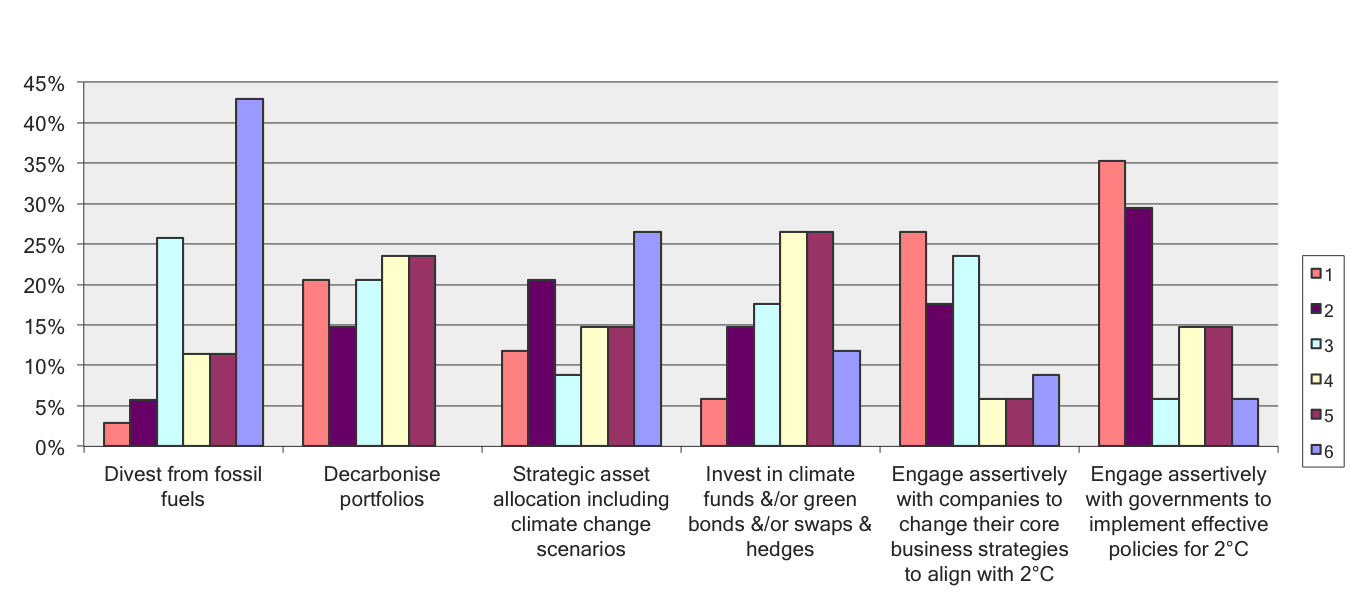 45%
40%
35%
30%
25%
20%
15%
10%
5%
0%
Divest from fossil
fuels
Decarbonise
portfolios
Strategic asset
allocation including
climate change
scenarios
Invest in climate
funds &/or green
bonds &/or swaps &
hedges
Engage assertively
with companies to
change their core
business strategies
to align with 2°C
Engage assertively
with governments to
implement effective
policies for 2°C
1
2
3
4
5
6